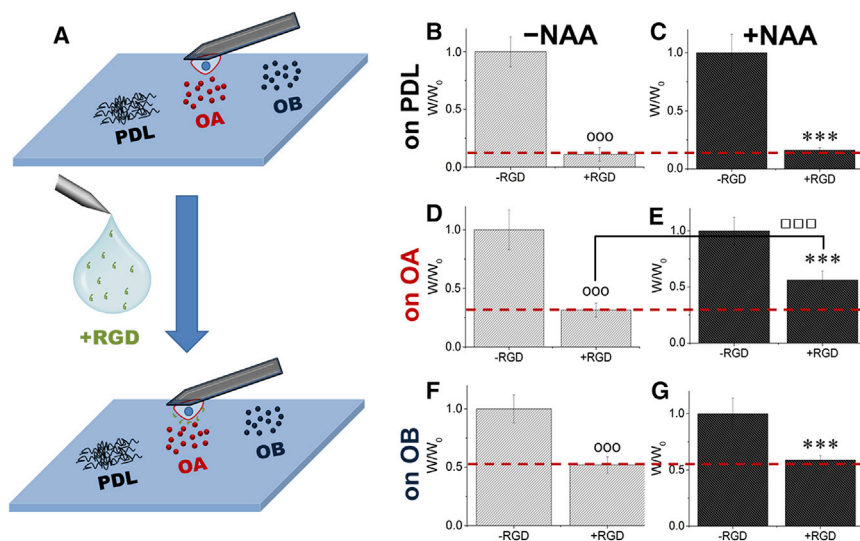 A
PDL
OA
OB
+RGD
PDL
OA
OB
B
−NAA
C
+NAA
on PDL
W/W₀
1.0
0.5
0.0
ooo
-RGD
+RGD
W/W₀
1.0
0.5
0.0
***
-RGD
+RGD
D
E
on OA
W/W₀
1.0
0.5
0.0
ooo
-RGD
+RGD
W/W₀
1.0
0.5
0.0
□□□
***
-RGD
+RGD
F
G
on OB
W/W₀
1.0
0.5
0.0
ooo
-RGD
+RGD
W/W₀
1.0
0.5
0.0
***
-RGD
+RGD